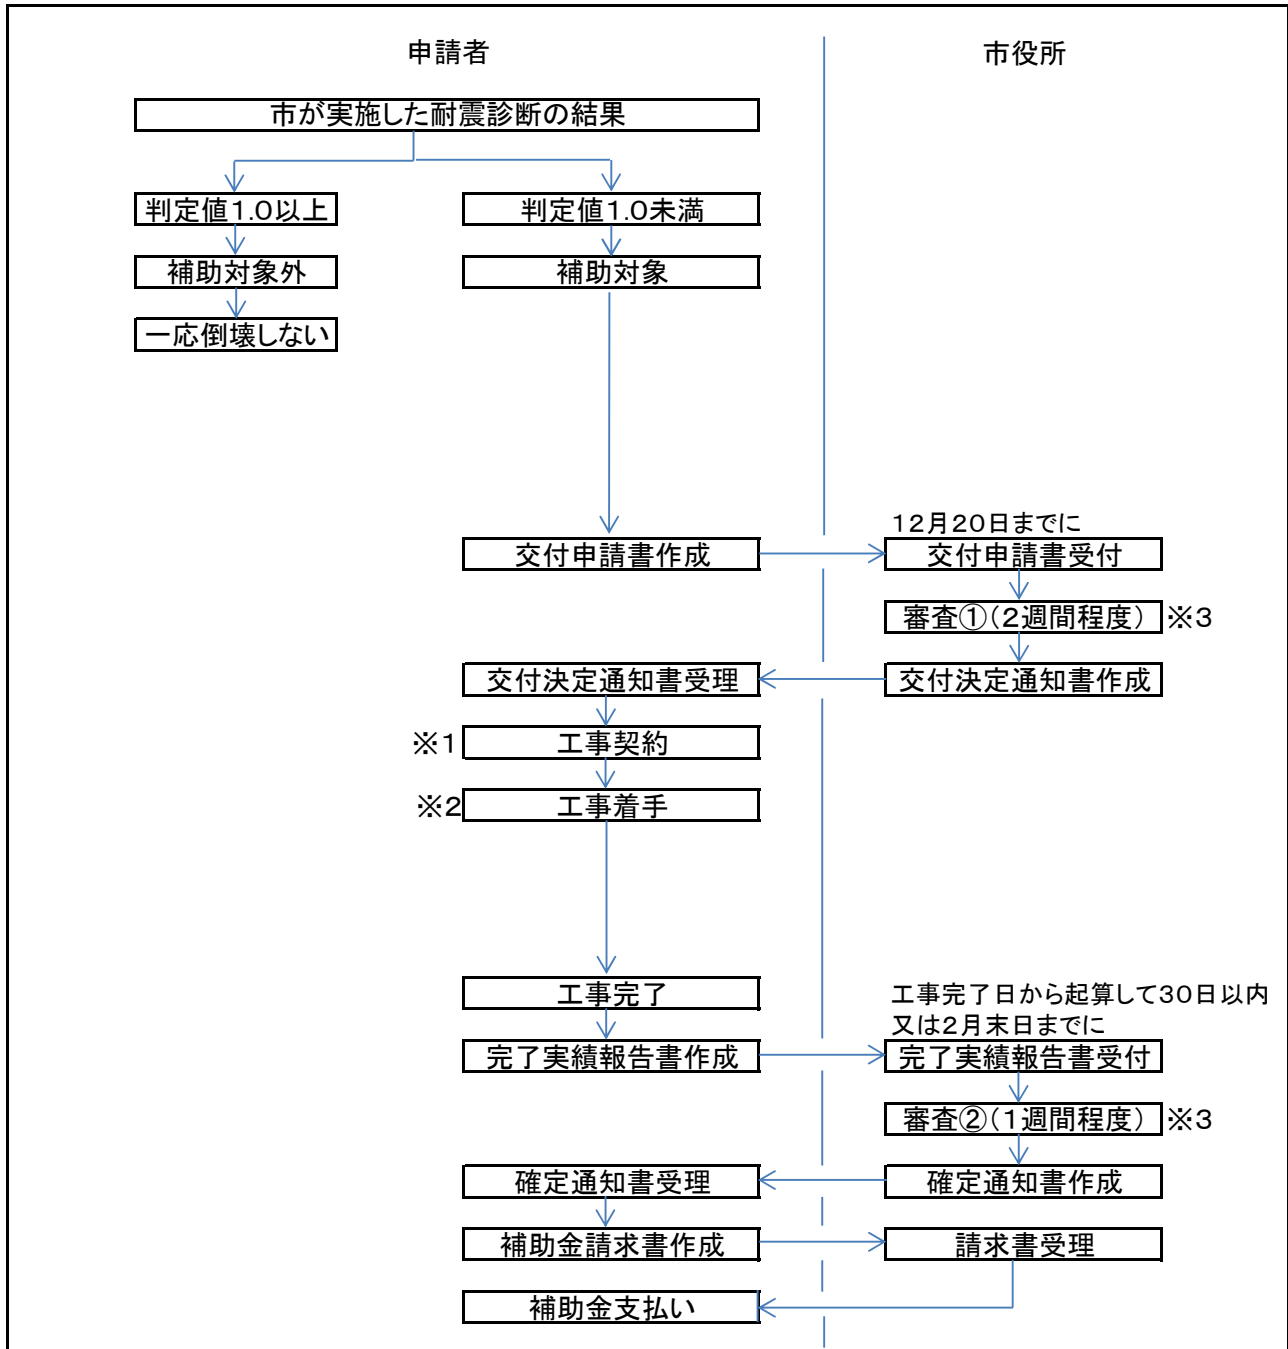 申請者
市役所
市が実施した耐震診断の結果
判定値1.0以上
判定値1.0未満
補助対象外
補助対象
一応倒壊しない
12月20日までに
交付申請書作成
交付申請書受付
審査①(2週間程度)
※3
交付決定通知書受理
交付決定通知書作成
※1
工事契約
※2
工事着手
工事完了
工事完了日から起算して30日以内
又は2月末日までに
完了実績報告書作成
完了実績報告書受付
審査②(1週間程度)
※3
確定通知書受理
確定通知書作成
補助金請求書作成
請求書受理
補助金支払い